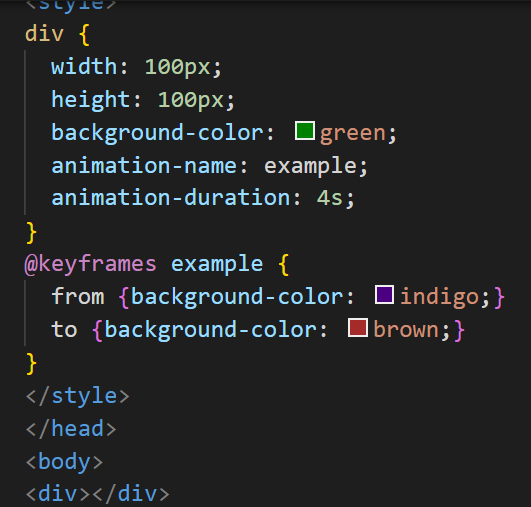 <style>
div {
  width: 100px;
  height: 100px;
  background-color: green;
  animation-name: example;
  animation-duration: 4s;
}
@keyframes example {
  from {background-color: indigo;}
  to {background-color: brown;}
}
</style>
</head>
<body>
<div></div>